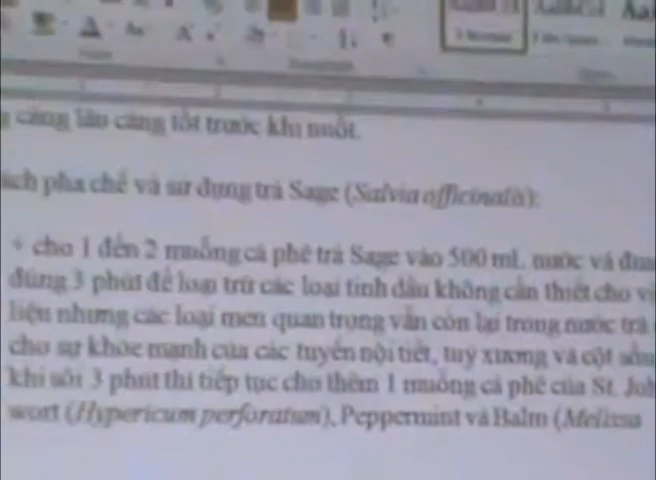 càng lâu càng tốt trước khi nuốt.
ách pha chế và sử dụng trà Sage (Salvia officinalis):
+ cho 1 đến 2 muỗng cà phê trà Sage vào 500 mL nước và đun
đúng 3 phút để loại trừ các loại tinh dầu không cần thiết cho vị
liệu nhưng các loại men quan trọng vẫn còn lại trong nước trà
cho sự khỏe mạnh của các tuyến nội tiết, tuỷ xương và cột sốn
khi sôi 3 phút thì tiếp tục cho thêm 1 muỗng cà phê của St. Joh
wort (Hypericum perforatum), Peppermint và Balm (Melissa